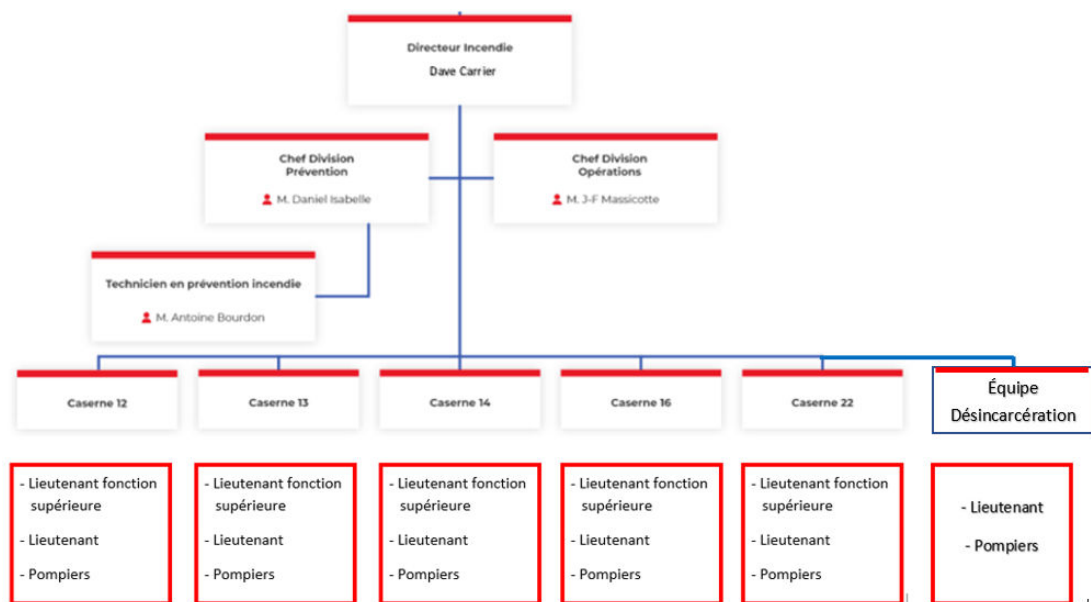 Directeur Incendie
Dave Carrier
Chef Division
Prévention
M. Daniel Isabelle
Chef Division
Opérations
M. J-F Massicotte
Technicien en prévention incendie
M. Antoine Bourdon
Caserne 12
Caserne 13
Caserne 14
Caserne 16
Caserne 22
Équipe
Désincarcération
- Lieutenant fonction
supérieure
- Lieutenant
- Pompiers
- Lieutenant fonction
supérieure
- Lieutenant
- Pompiers
- Lieutenant fonction
supérieure
- Lieutenant
- Pompiers
- Lieutenant fonction
supérieure
- Lieutenant
- Pompiers
- Lieutenant fonction
supérieure
- Lieutenant
- Pompiers
- Lieutenant
- Pompiers